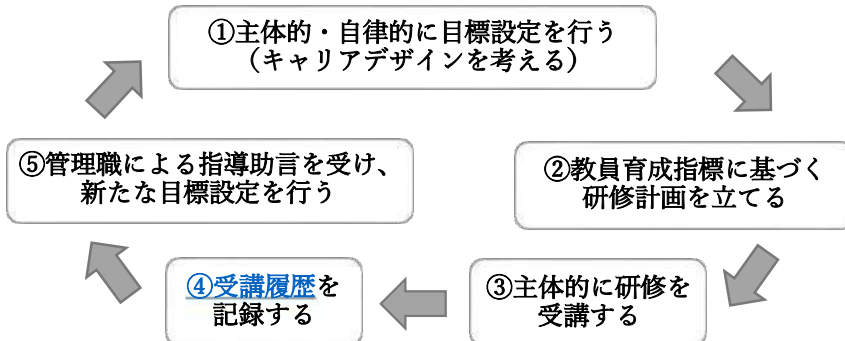 ①主体的・自律的に目標設定を行う
（キャリアデザインを考える）
②教員育成指標に基づく
研修計画を立てる
③主体的に研修を
受講する
④受講履歴を
記録する
⑤管理職による指導助言を受け、
新たな目標設定を行う